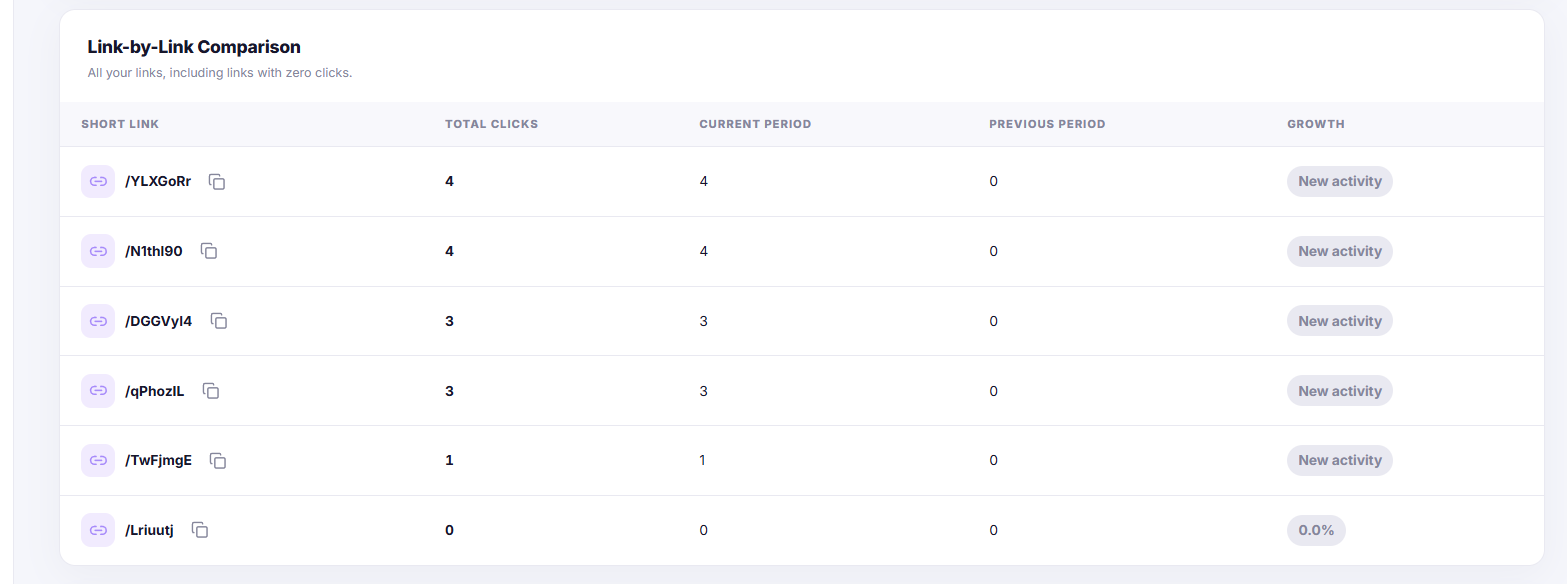 Link-by-Link Comparison
All your links, including links with zero clicks.
SHORT LINK TOTAL CLICKS CURRENT PERIOD PREVIOUS PERIOD GROWTH
/YLXGoRr 4 4 0 New activity
/N1thI90 4 4 0 New activity
/DGGVyI4 3 3 0 New activity
/qPhozIL 3 3 0 New activity
/TwFjmgE 1 1 0 New activity
/Lriuutj 0 0 0 0.0%